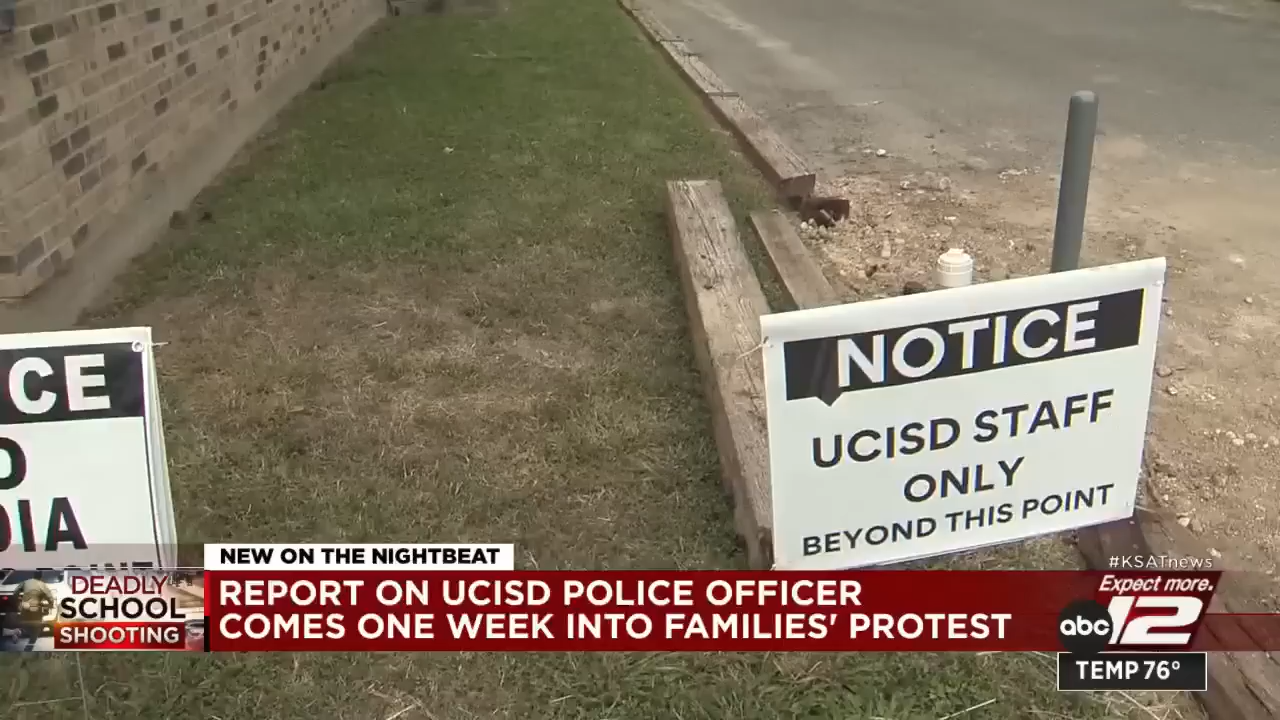 NOTICE
UCISD STAFF
ONLY
BEYOND THIS POINT
CE
D
DIA
POINT
NEW ON THE NIGHTBEAT
DEADLY
SCHOOL
SHOOTING
REPORT ON UCISD POLICE OFFICER
COMES ONE WEEK INTO FAMILIES' PROTEST
#KSATnews
Expect more.
abc 12
TEMP 76°